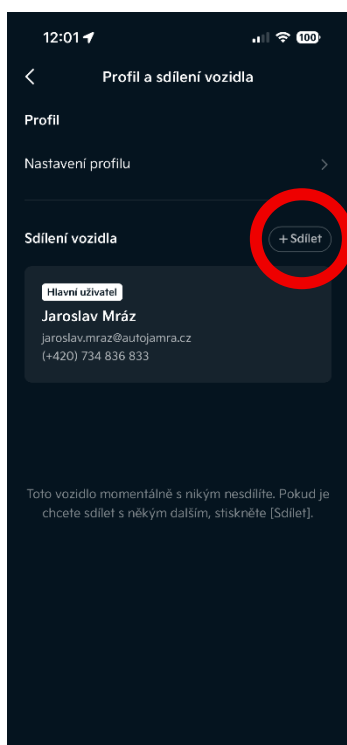 12:01
100
Profil a sdílení vozidla
Profil
Nastavení profilu
Sdílení vozidla
+ Sdílet
Hlavní uživatel
Jaroslav Mráz
jaroslav.mraz@autojamra.cz
(+420) 734 836 833
Toto vozidlo momentálně s nikým nesdílíte. Pokud je
chcete sdílet s někým dalším, stiskněte [Sdílet].